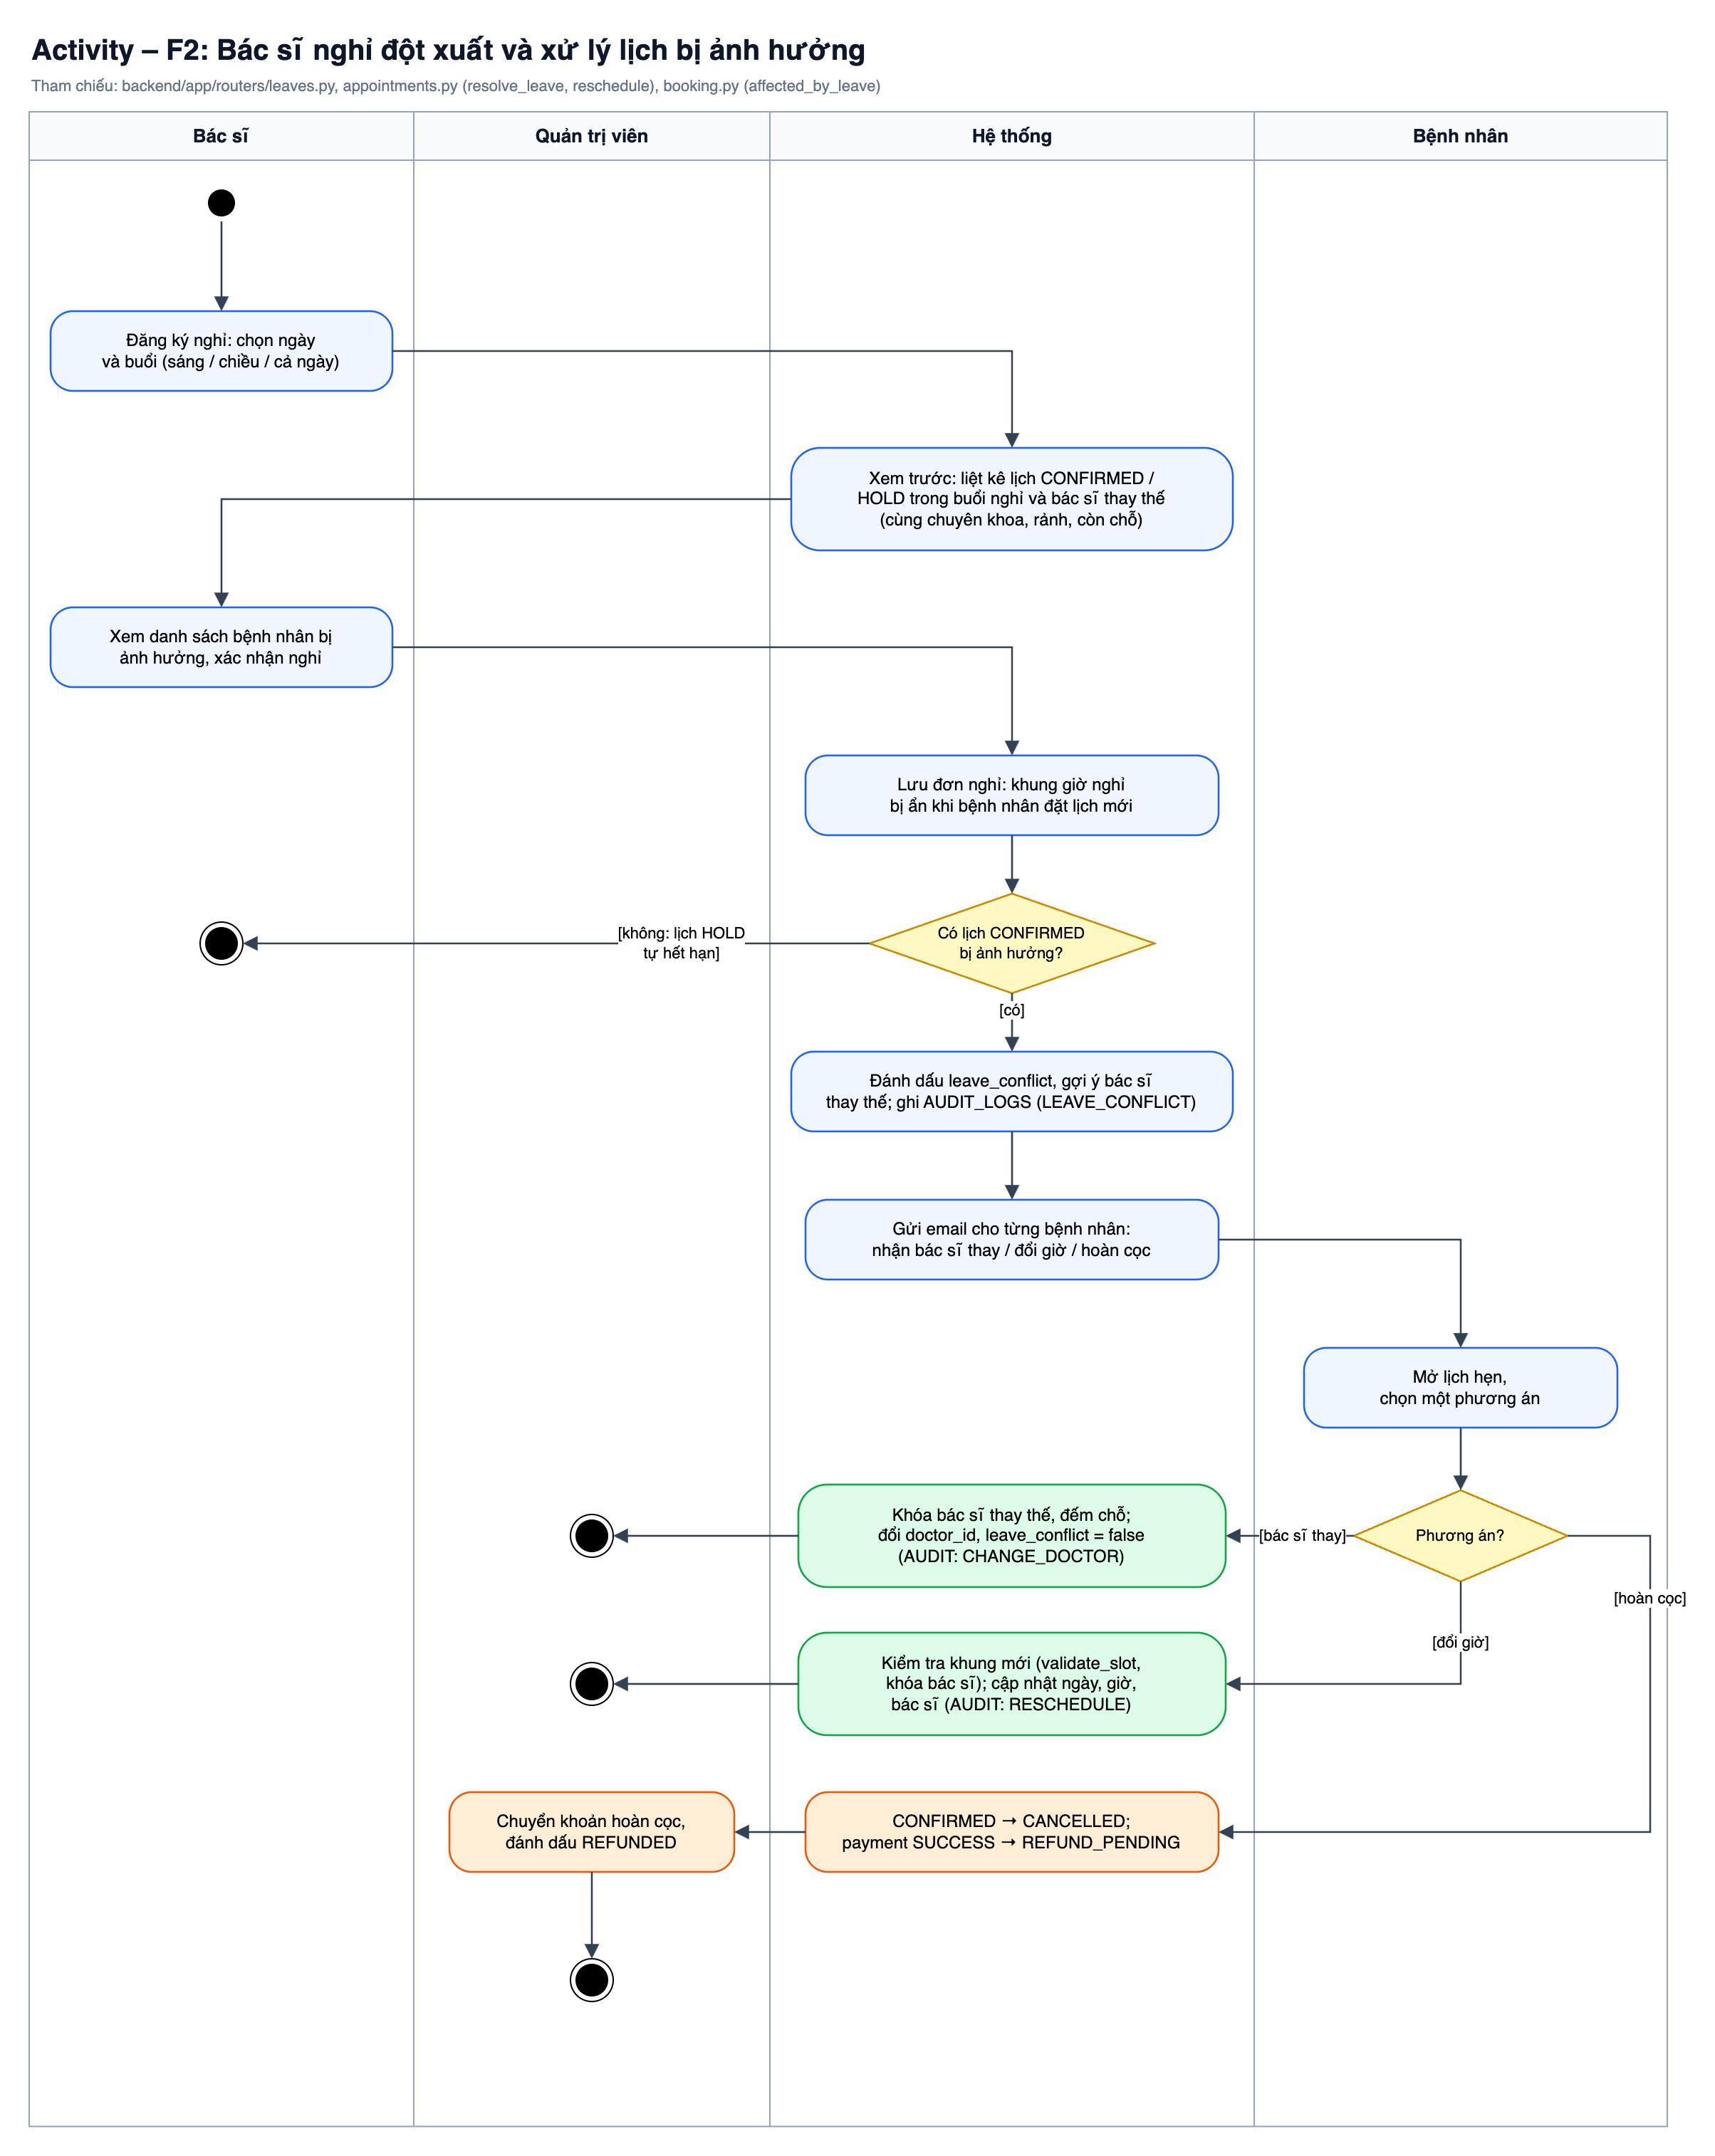 Activity – F2: Bác sĩ nghỉ đột xuất và xử lý lịch bị ảnh hưởng
Tham chiếu: backend/app/routers/leaves.py, appointments.py (resolve_leave, reschedule), booking.py (affected_by_leave)
Bác sĩ
Quản trị viên
Hệ thống
Bệnh nhân
Đăng ký nghỉ: chọn ngày
và buổi (sáng / chiều / cả ngày)
Xem trước: liệt kê lịch CONFIRMED /
HOLD trong buổi nghỉ và bác sĩ thay thế
(cùng chuyên khoa, rảnh, còn chỗ)
Xem danh sách bệnh nhân bị
ảnh hưởng, xác nhận nghỉ
Lưu đơn nghỉ: khung giờ nghỉ
bị ẩn khi bệnh nhân đặt lịch mới
[không: lịch HOLD
tự hết hạn]
Có lịch CONFIRMED
bị ảnh hưởng?
[có]
Đánh dấu leave_conflict, gợi ý bác sĩ
thay thế; ghi AUDIT_LOGS (LEAVE_CONFLICT)
Gửi email cho từng bệnh nhân:
nhận bác sĩ thay / đổi giờ / hoàn cọc
Mở lịch hẹn,
chọn một phương án
Khóa bác sĩ thay thế, đếm chỗ;
đổi doctor_id, leave_conflict = false
(AUDIT: CHANGE_DOCTOR)
[bác sĩ thay]
Phương án?
[hoàn cọc]
[đổi giờ]
Kiểm tra khung mới (validate_slot,
khóa bác sĩ); cập nhật ngày, giờ,
bác sĩ (AUDIT: RESCHEDULE)
Chuyển khoản hoàn cọc,
đánh dấu REFUNDED
CONFIRMED → CANCELLED;
payment SUCCESS → REFUND_PENDING